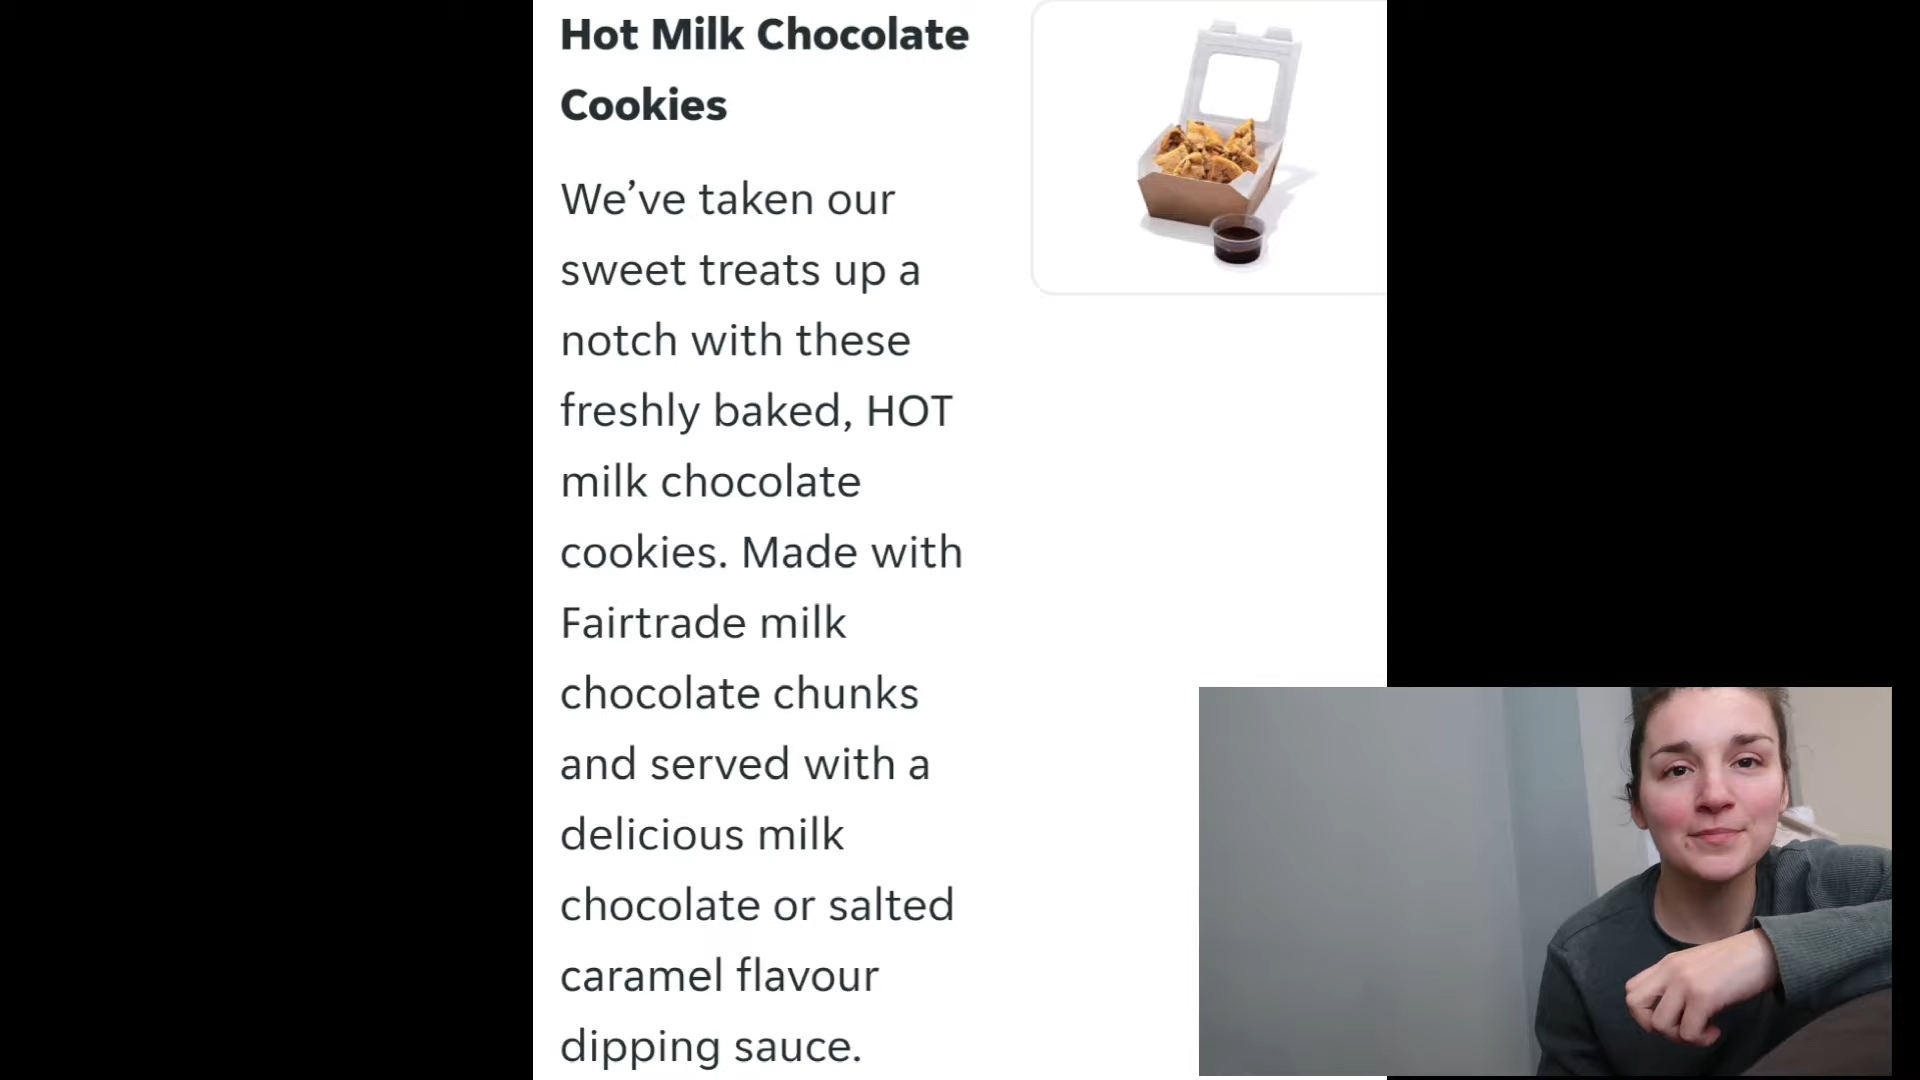 Hot Milk Chocolate
Cookies
We’ve taken our
sweet treats up a
notch with these
freshly baked, HOT
milk chocolate
cookies. Made with
Fairtrade milk
chocolate chunks
and served with a
delicious milk
chocolate or salted
caramel flavour
dipping sauce.